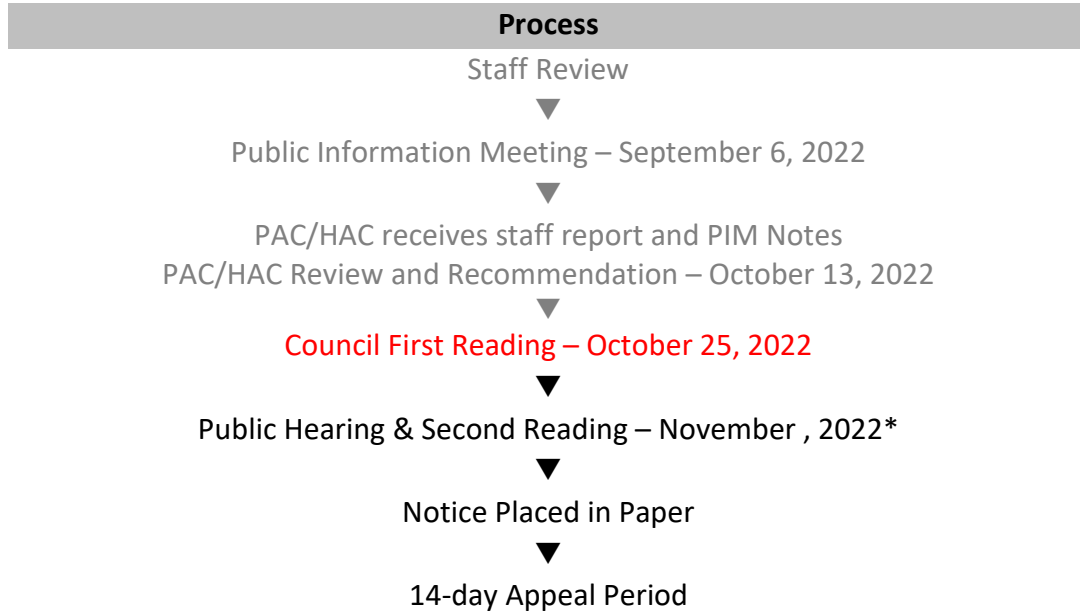 Process
Staff Review
Public Information Meeting – September 6, 2022
PAC/HAC receives staff report and PIM Notes
PAC/HAC Review and Recommendation – October 13, 2022
Council First Reading – October 25, 2022
Public Hearing & Second Reading – November , 2022*
Notice Placed in Paper
14-day Appeal Period